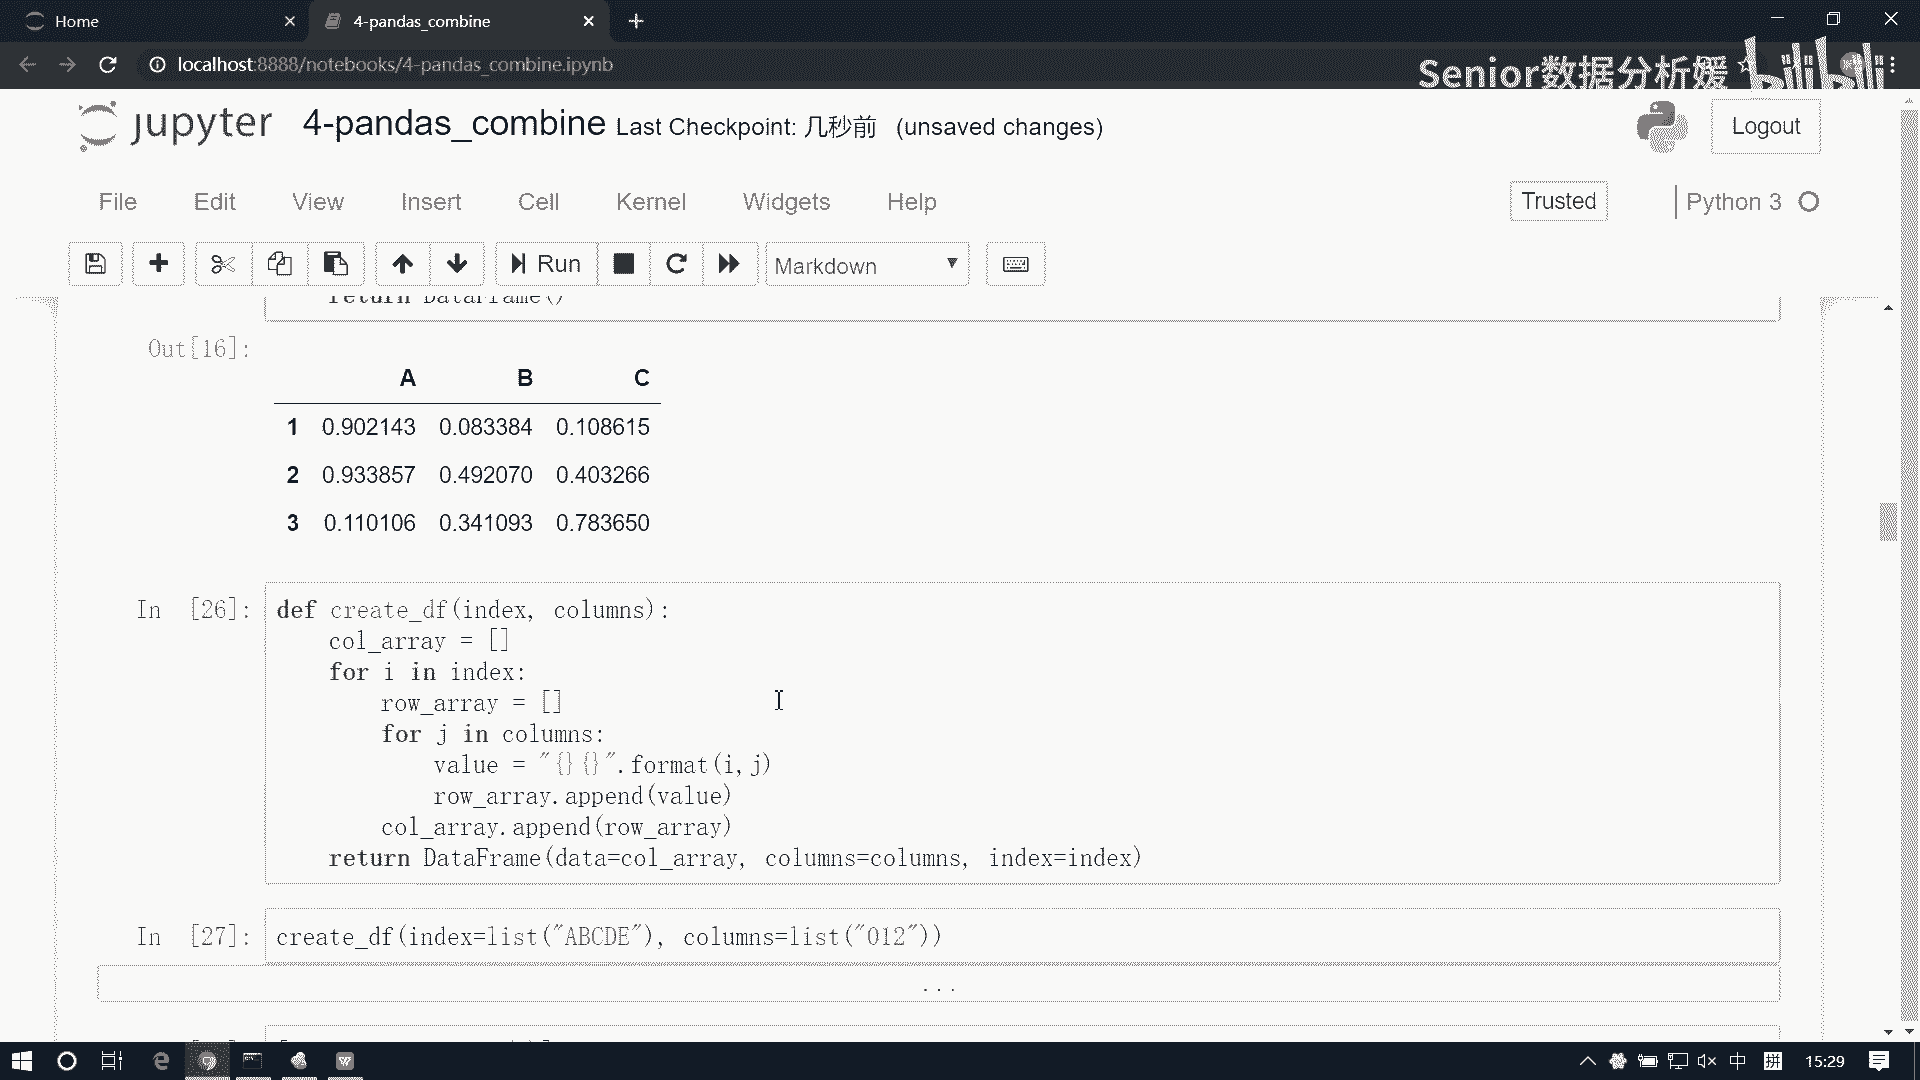 Home
4-pandas_combine
localhost:8888/notebooks/4-pandas_combine.ipynb
Senior数据分析媛 bilibili
jupyter 4-pandas_combine Last Checkpoint: 几秒前 (unsaved changes)
Logout
File Edit View Insert Cell Kernel Widgets Help
Trusted
Python 3
Run
Markdown
return DataFrame()
Out[16]:
A B C
1 0.902143 0.083384 0.108615
2 0.933857 0.492070 0.403266
3 0.110106 0.341093 0.783650
In [26]: def create_df(index, columns):
col_array = []
for i in index:
row_array = []
for j in columns:
value = "{}{}".format(i,j)
row_array.append(value)
col_array.append(row_array)
return DataFrame(data=col_array, columns=columns, index=index)
In [27]: create_df(index=list("ABCDE"), columns=list("012"))
...
中 拼 15:29